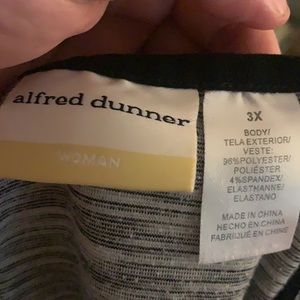 alfred dunner
WOMAN
3X
BODY/
TELA EXTERIOR/
VESTE:
96%POLYESTER/
POLIÉSTER
4%SPANDEX/
ELASTHANNE/
ELASTANO
MADE IN CHINA
HECHO EN CHINA
FABRIQUÉ EN CHINE